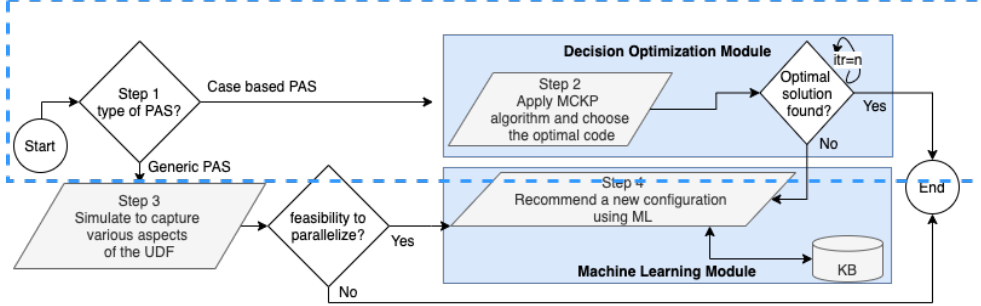 Decision Optimization Module
itr=n
Step 1
type of PAS?
Case based PAS
Step 2
Apply MCKP
algorithm and choose
the optimal code
Optimal
solution
found?
Yes
Start
No
Generic PAS
End
Step 3
Simulate to capture
various aspects
of the UDF
feasibility to
parallelize?
Yes
Step 4
Recommend a new configuration
using ML
KB
Machine Learning Module
No